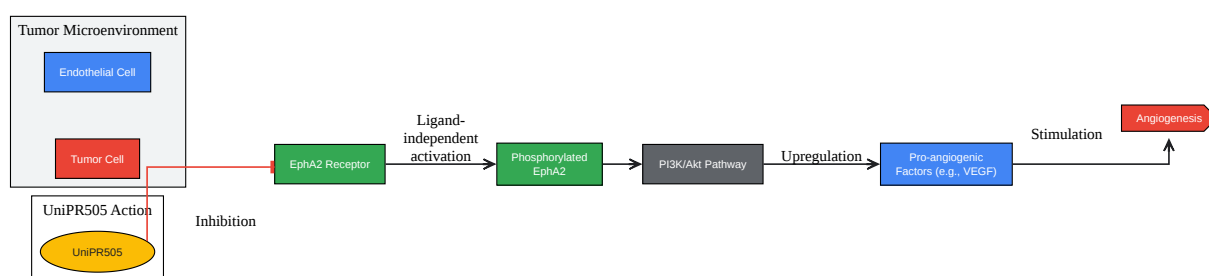 Tumor Microenvironment
Endothelial Cell
Tumor Cell
UniPR505 Action
UniPR505
Inhibition
EphA2 Receptor
Ligand-
independent
activation
Phosphorylated
EphA2
PI3K/Akt Pathway
Upregulation
Pro-angiogenic
Factors (e.g., VEGF)
Stimulation
Angiogenesis